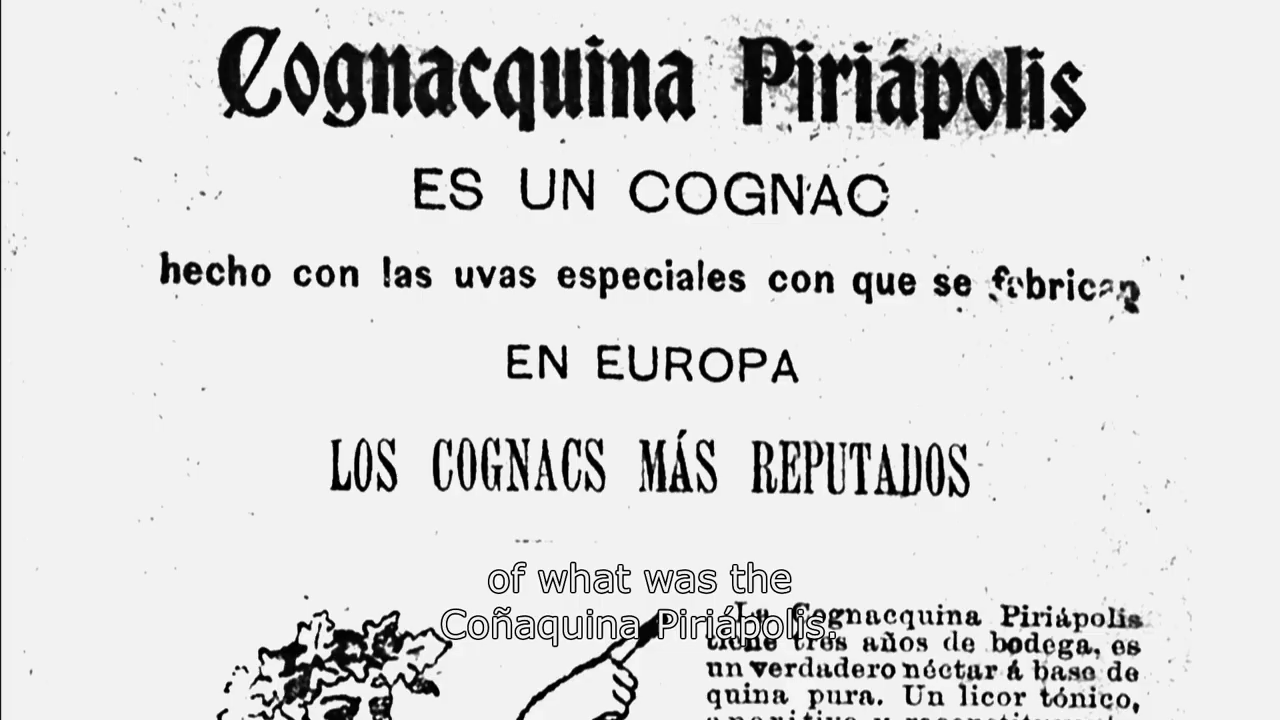 Cognacquina Piriápolis
ES UN COGNAC
hecho con las uvas especiales con que se fabrican
EN EUROPA
LOS COGNACS MÁS REPUTADOS
of what was the
Coñaquina Piriápolis.
La Cognacquina Piriápolis
tiene tres años de bodega, es
un verdadero néctar á base de
quina pura. Un licor tónico,